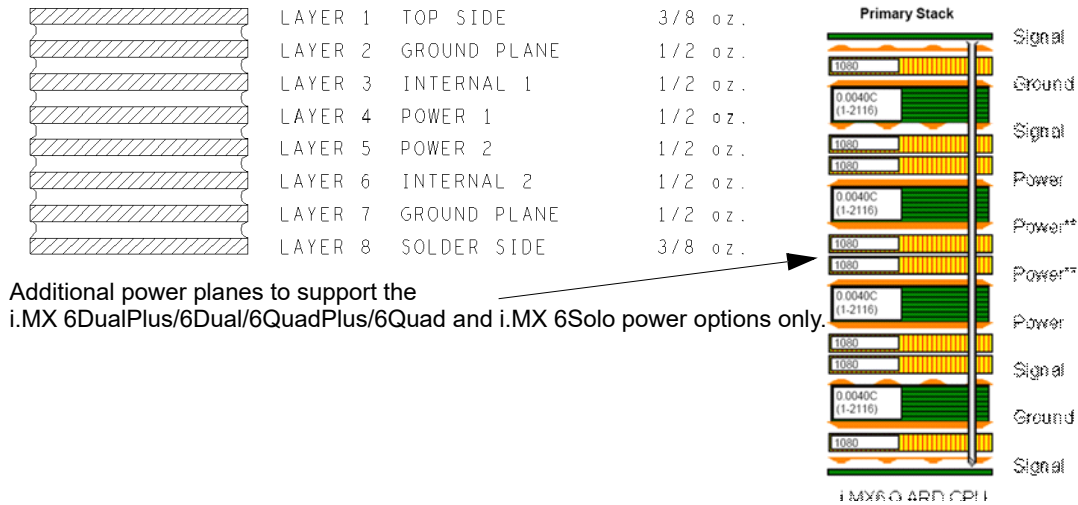 LAYER 1 TOP SIDE 3/8 oz.
LAYER 2 GROUND PLANE 1/2 oz.
LAYER 3 INTERNAL 1 1/2 oz.
LAYER 4 POWER 1 1/2 oz.
LAYER 5 POWER 2 1/2 oz.
LAYER 6 INTERNAL 2 1/2 oz.
LAYER 7 GROUND PLANE 1/2 oz.
LAYER 8 SOLDER SIDE 3/8 oz.
Additional power planes to support the
i.MX 6DualPlus/6Dual/6QuadPlus/6Quad and i.MX 6Solo power options only.
Primary Stack
Signal
1080
Ground
0.0040C
(1-2116)
Signal
1080
1080
Power
0.0040C
(1-2116)
Power**
1080
1080
Power**
0.0040C
(1-2116)
Power
1080
1080
Signal
0.0040C
(1-2116)
Ground
1080
Signal
i.MX6 Q ARD CPU